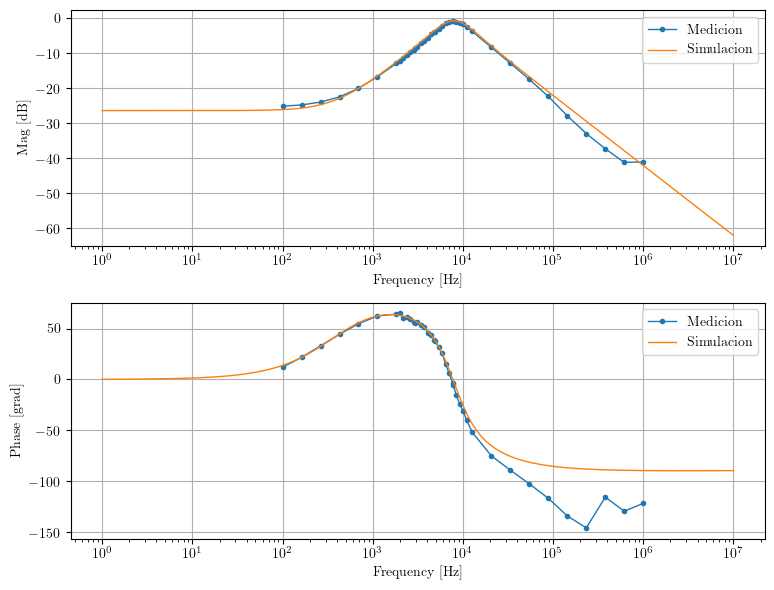 0
−10
−20
−30
−40
−50
−60
Mag [dB]
Medicion
Simulacion
10^0 10^1 10^2 10^3 10^4 10^5 10^6 10^7
Frequency [Hz]
50
0
−50
−100
−150
Phase [grad]
Medicion
Simulacion
10^0 10^1 10^2 10^3 10^4 10^5 10^6 10^7
Frequency [Hz]